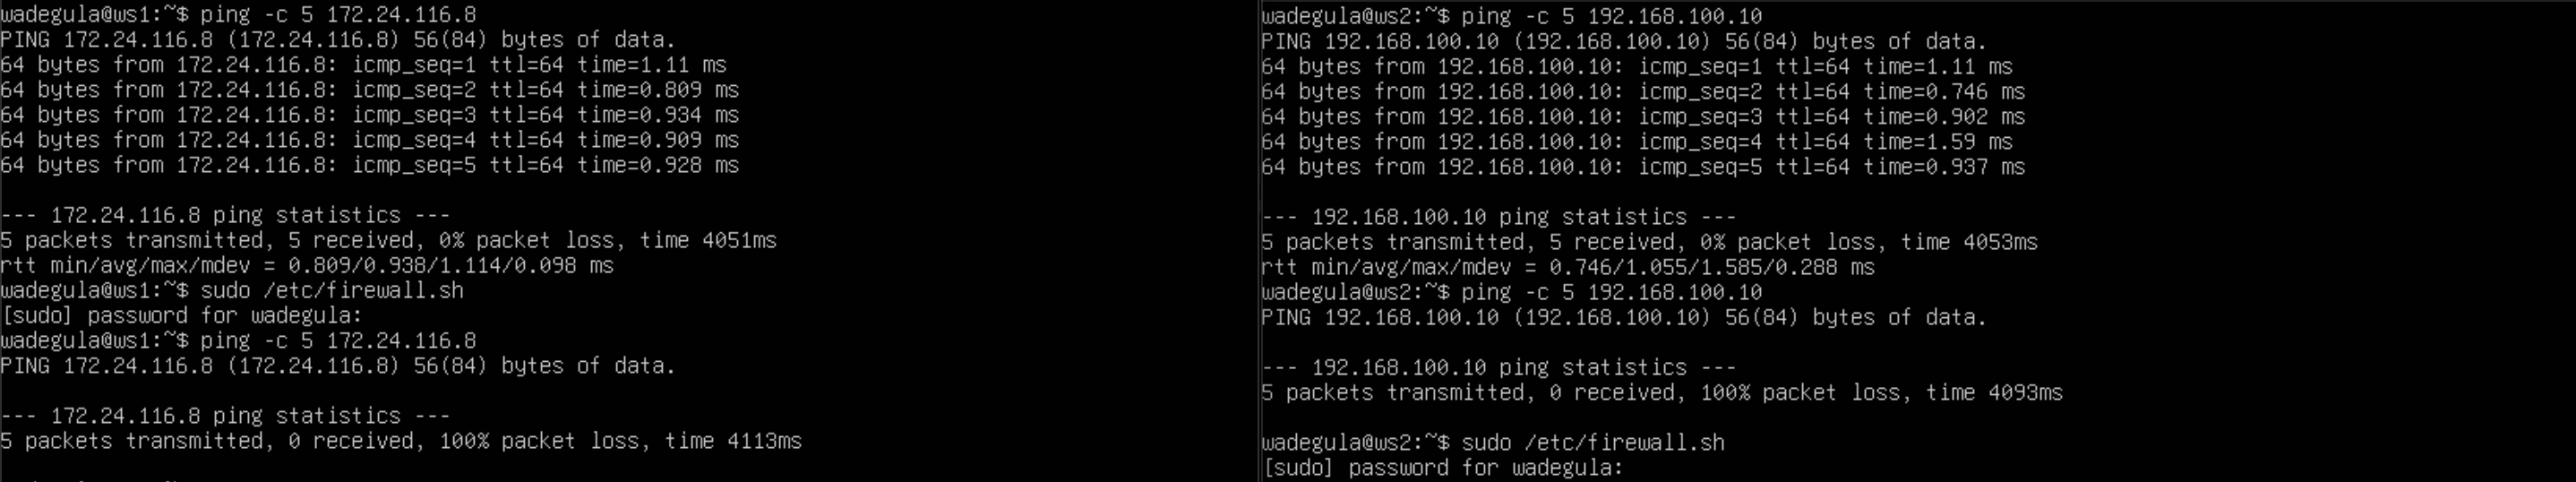 wadegula@ws1:~$ ping -c 5 172.24.116.8
PING 172.24.116.8 (172.24.116.8) 56(84) bytes of data.
64 bytes from 172.24.116.8: icmp_seq=1 ttl=64 time=1.11 ms
64 bytes from 172.24.116.8: icmp_seq=2 ttl=64 time=0.809 ms
64 bytes from 172.24.116.8: icmp_seq=3 ttl=64 time=0.934 ms
64 bytes from 172.24.116.8: icmp_seq=4 ttl=64 time=0.909 ms
64 bytes from 172.24.116.8: icmp_seq=5 ttl=64 time=0.928 ms
--- 172.24.116.8 ping statistics ---
5 packets transmitted, 5 received, 0% packet loss, time 4051ms
rtt min/avg/max/mdev = 0.809/0.938/1.114/0.098 ms
wadegula@ws1:~$ sudo /etc/firewall.sh
[sudo] password for wadegula:
wadegula@ws1:~$ ping -c 5 172.24.116.8
PING 172.24.116.8 (172.24.116.8) 56(84) bytes of data.
--- 172.24.116.8 ping statistics ---
5 packets transmitted, 0 received, 100% packet loss, time 4113ms
wadegula@ws2:~$ ping -c 5 192.168.100.10
PING 192.168.100.10 (192.168.100.10) 56(84) bytes of data.
64 bytes from 192.168.100.10: icmp_seq=1 ttl=64 time=1.11 ms
64 bytes from 192.168.100.10: icmp_seq=2 ttl=64 time=0.746 ms
64 bytes from 192.168.100.10: icmp_seq=3 ttl=64 time=0.902 ms
64 bytes from 192.168.100.10: icmp_seq=4 ttl=64 time=1.59 ms
64 bytes from 192.168.100.10: icmp_seq=5 ttl=64 time=0.937 ms
--- 192.168.100.10 ping statistics ---
5 packets transmitted, 5 received, 0% packet loss, time 4053ms
rtt min/avg/max/mdev = 0.746/1.055/1.585/0.288 ms
wadegula@ws2:~$ ping -c 5 192.168.100.10
PING 192.168.100.10 (192.168.100.10) 56(84) bytes of data.
--- 192.168.100.10 ping statistics ---
5 packets transmitted, 0 received, 100% packet loss, time 4093ms
wadegula@ws2:~$ sudo /etc/firewall.sh
[sudo] password for wadegula: